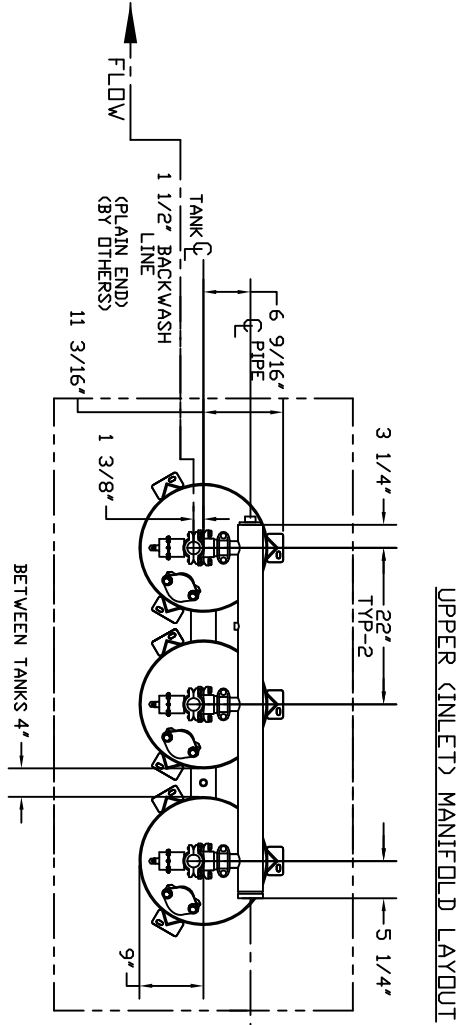 UPPER (INLET) MANIFOLD LAYOUT
3 1/4"
22"
TYP-2
5 1/4"
6 9/16"
℄ PIPE
TANK ℄
1 1/2" BACKWASH
LINE
(PLAIN END)
(BY OTHERS)
11 3/16"
1 3/8"
FLOW
BETWEEN TANKS 4"
9"